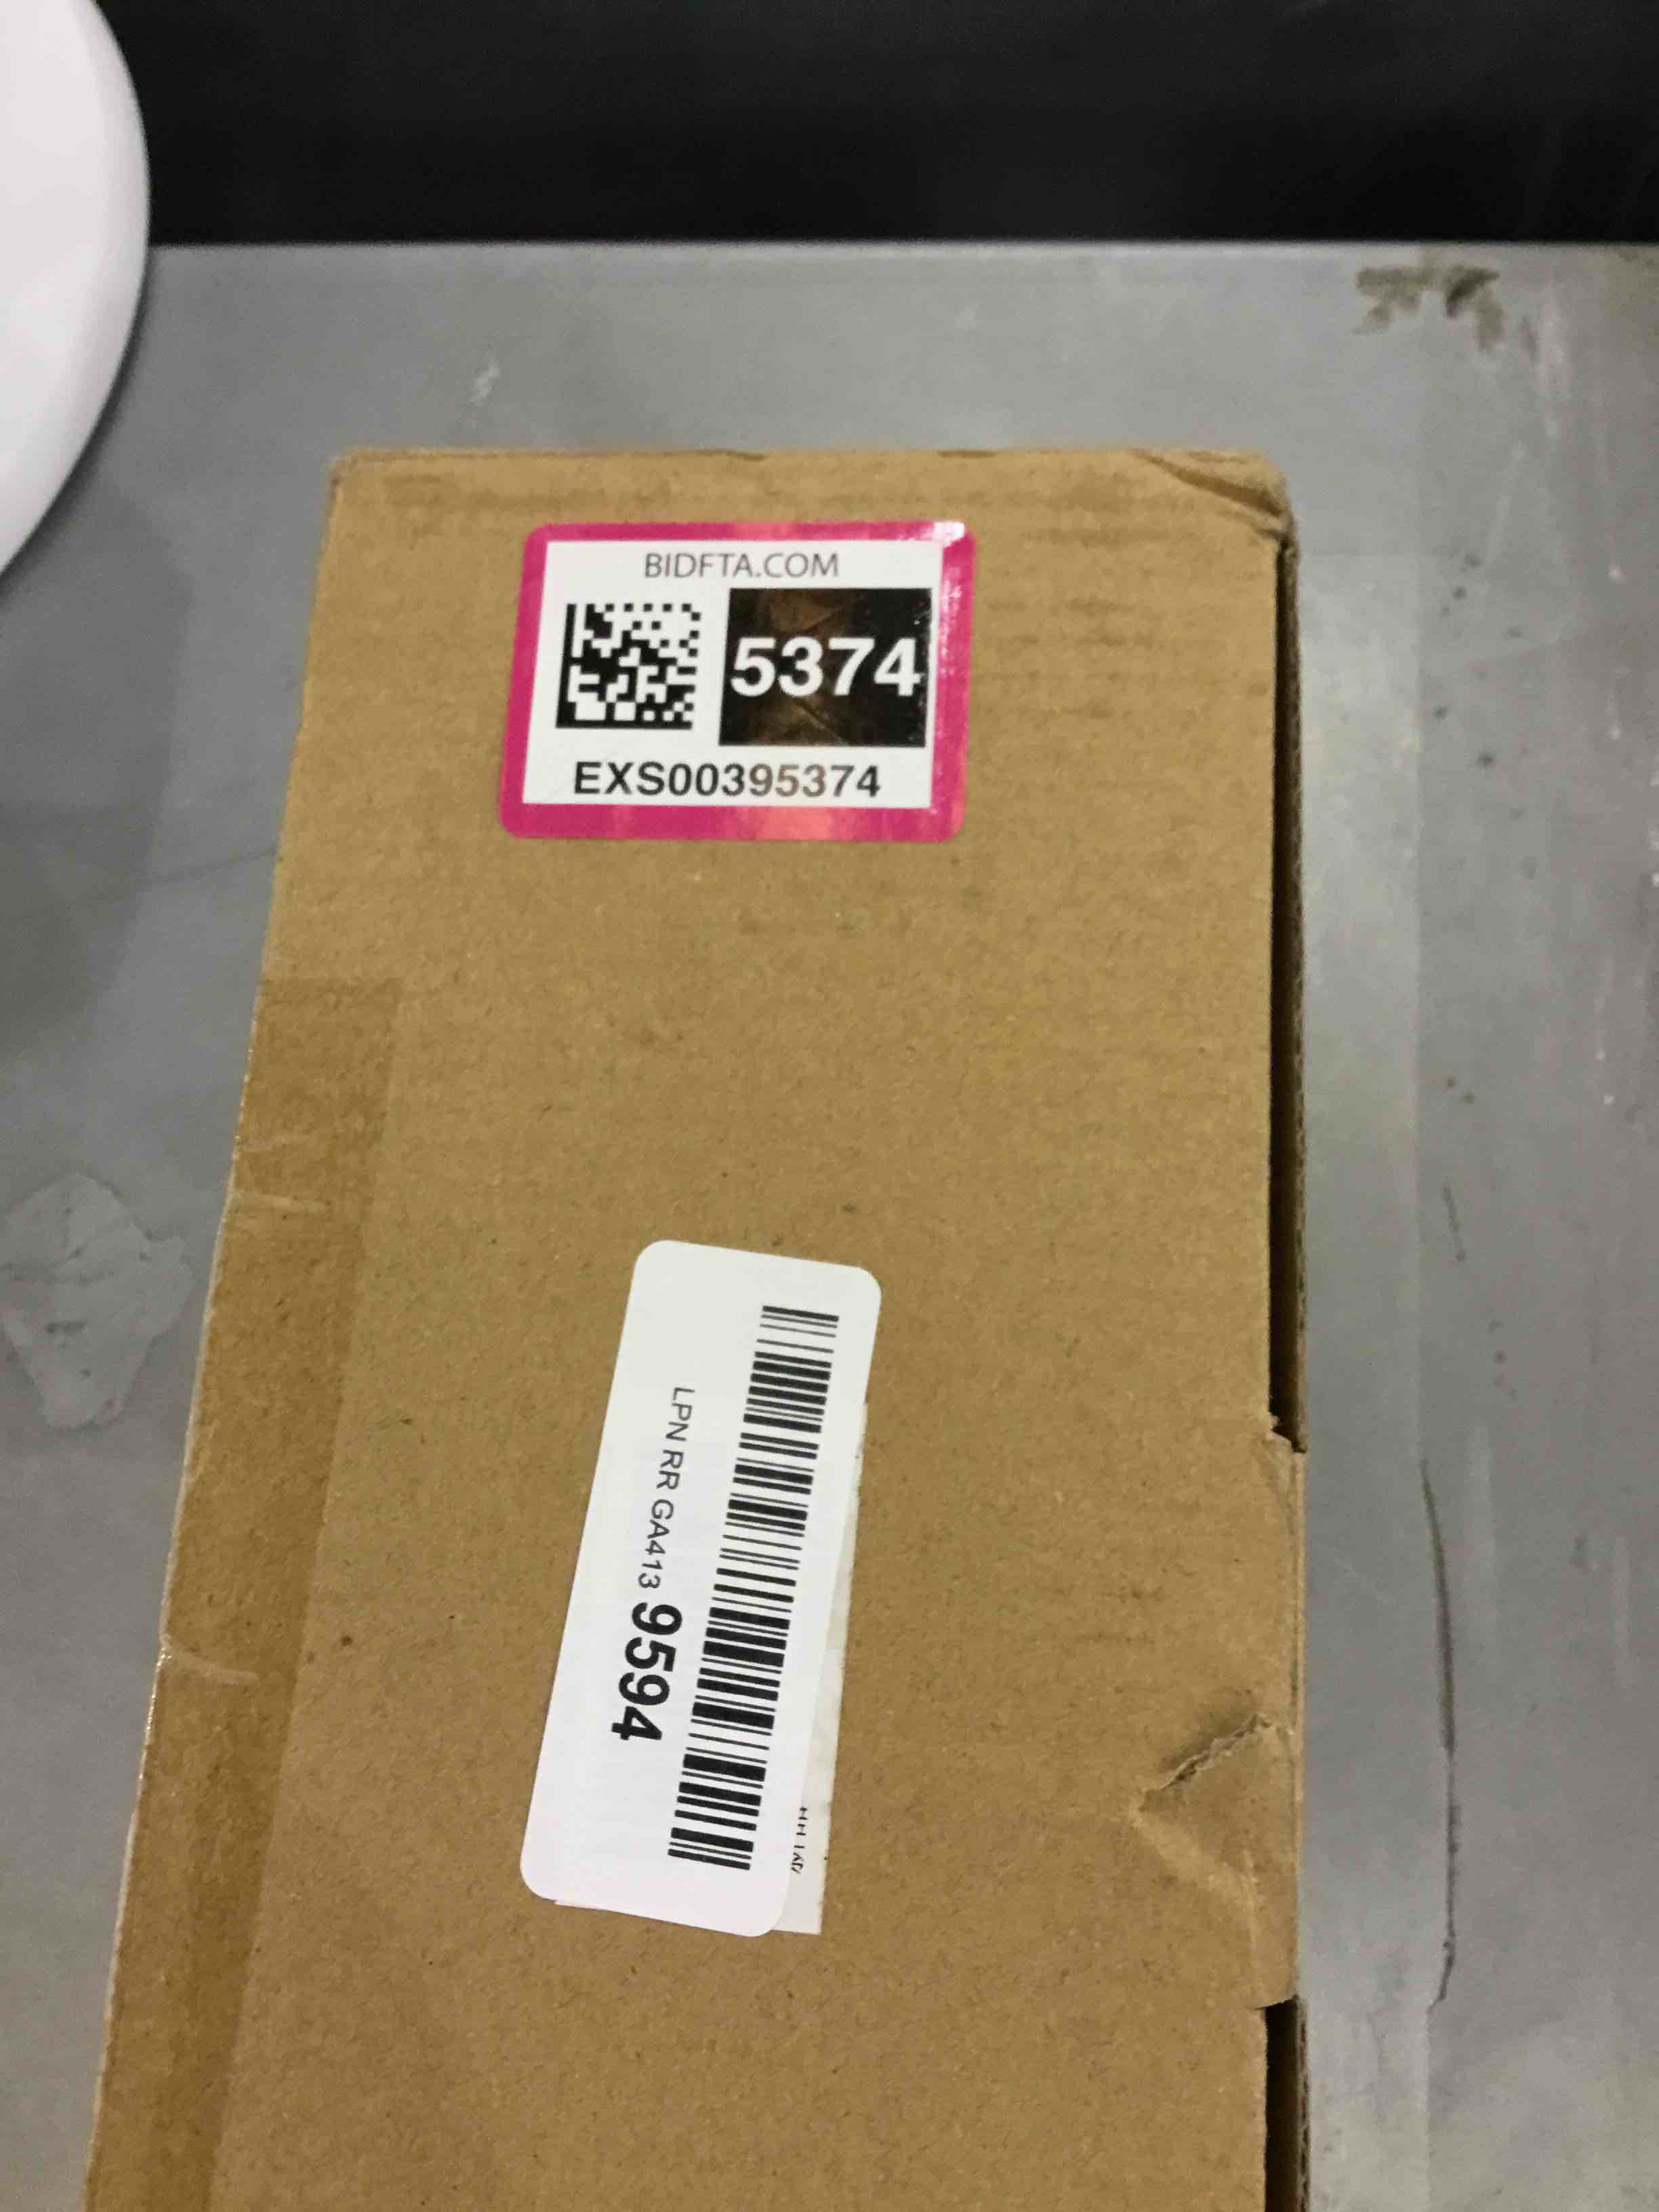 BIDFTA.COM
5374
EXS00395374
LPN RR GA413 9594